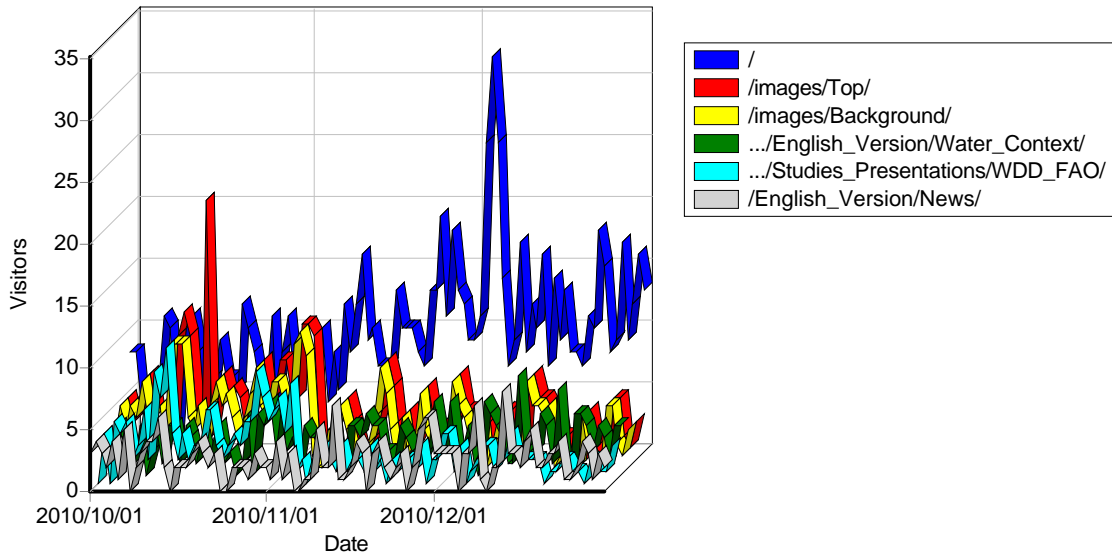 35
30
25
20
15
10
5
0
Visitors
2010/10/01
2010/11/01
2010/12/01
Date
/
/images/Top/
/images/Background/
.../English_Version/Water_Context/
.../Studies_Presentations/WDD_FAO/
/English_Version/News/